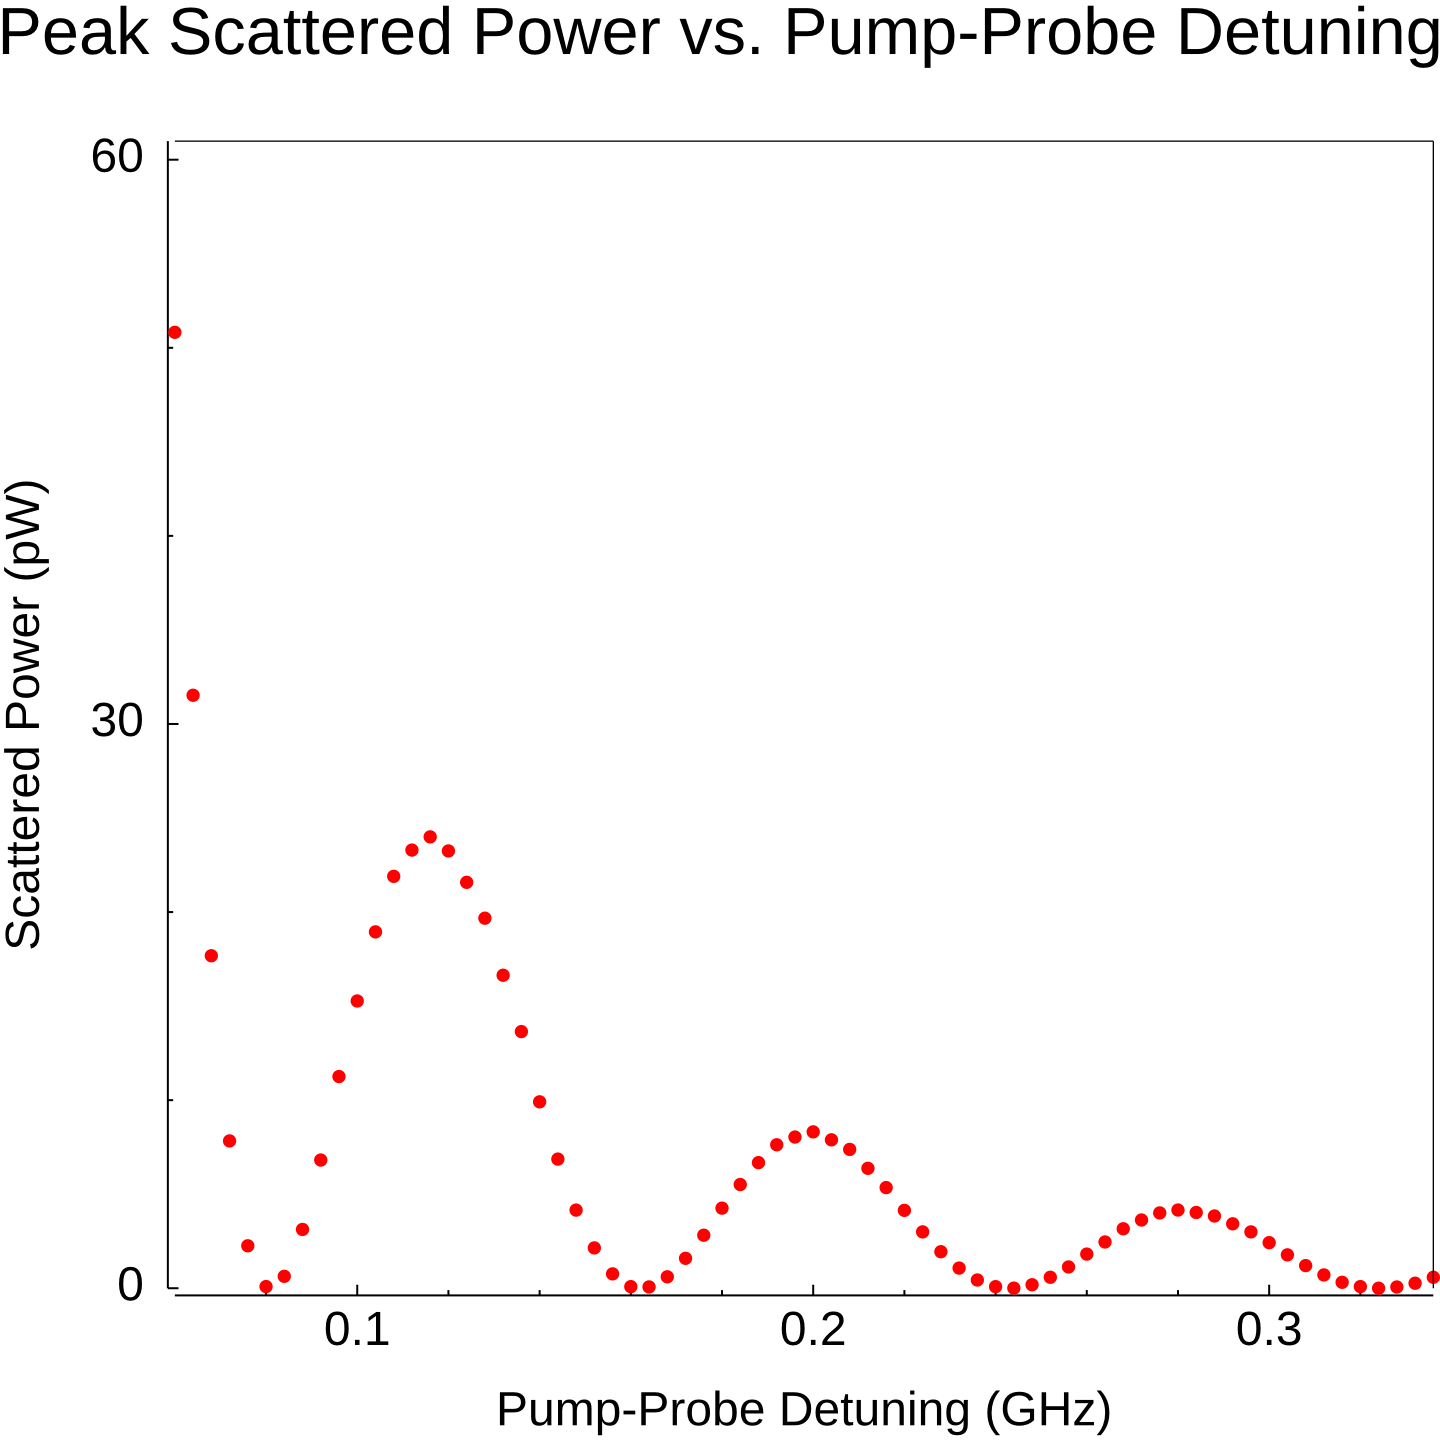 Peak Scattered Power vs. Pump-Probe Detuning
60
30
0
Scattered Power (pW)
0.1 0.2 0.3
Pump-Probe Detuning (GHz)